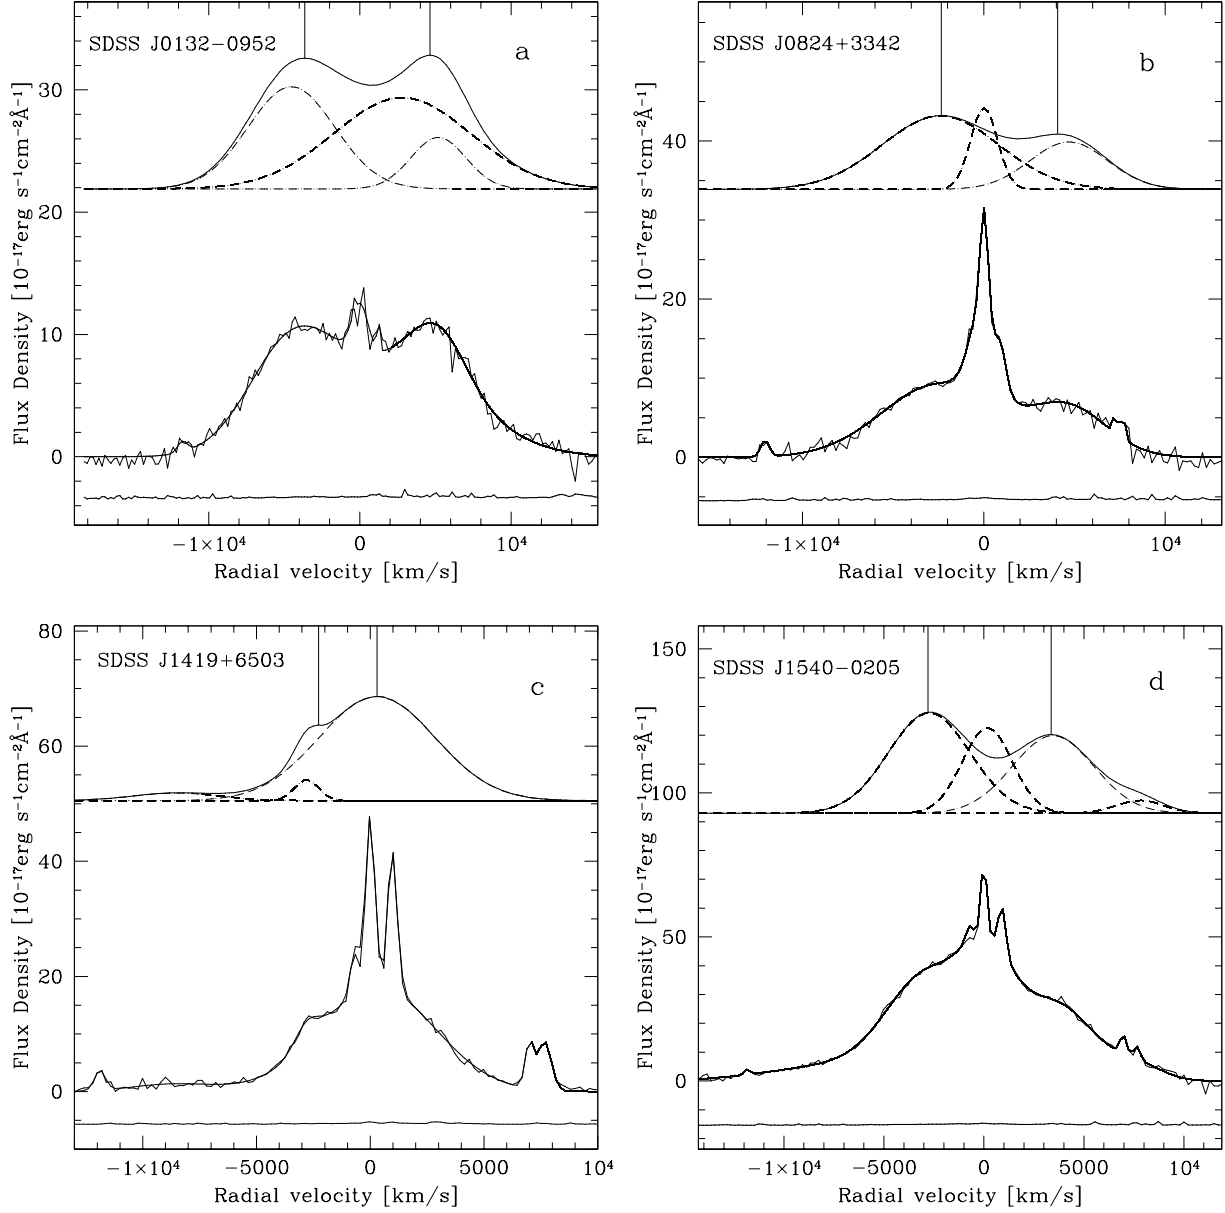 SDSS J0132−0952
a
30
20
10
0
Flux Density [10⁻¹⁷erg s⁻¹cm⁻²Å⁻¹]
−1×10⁴ 0 10⁴
Radial velocity [km/s]
SDSS J0824+3342
b
40
20
0
Flux Density [10⁻¹⁷erg s⁻¹cm⁻²Å⁻¹]
−1×10⁴ 0 10⁴
Radial velocity [km/s]
SDSS J1419+6503
c
80
60
40
20
0
Flux Density [10⁻¹⁷erg s⁻¹cm⁻²Å⁻¹]
−1×10⁴ −5000 0 5000 10⁴
Radial velocity [km/s]
SDSS J1540−0205
d
150
100
50
0
Flux Density [10⁻¹⁷erg s⁻¹cm⁻²Å⁻¹]
−1×10⁴ −5000 0 5000 10⁴
Radial velocity [km/s]